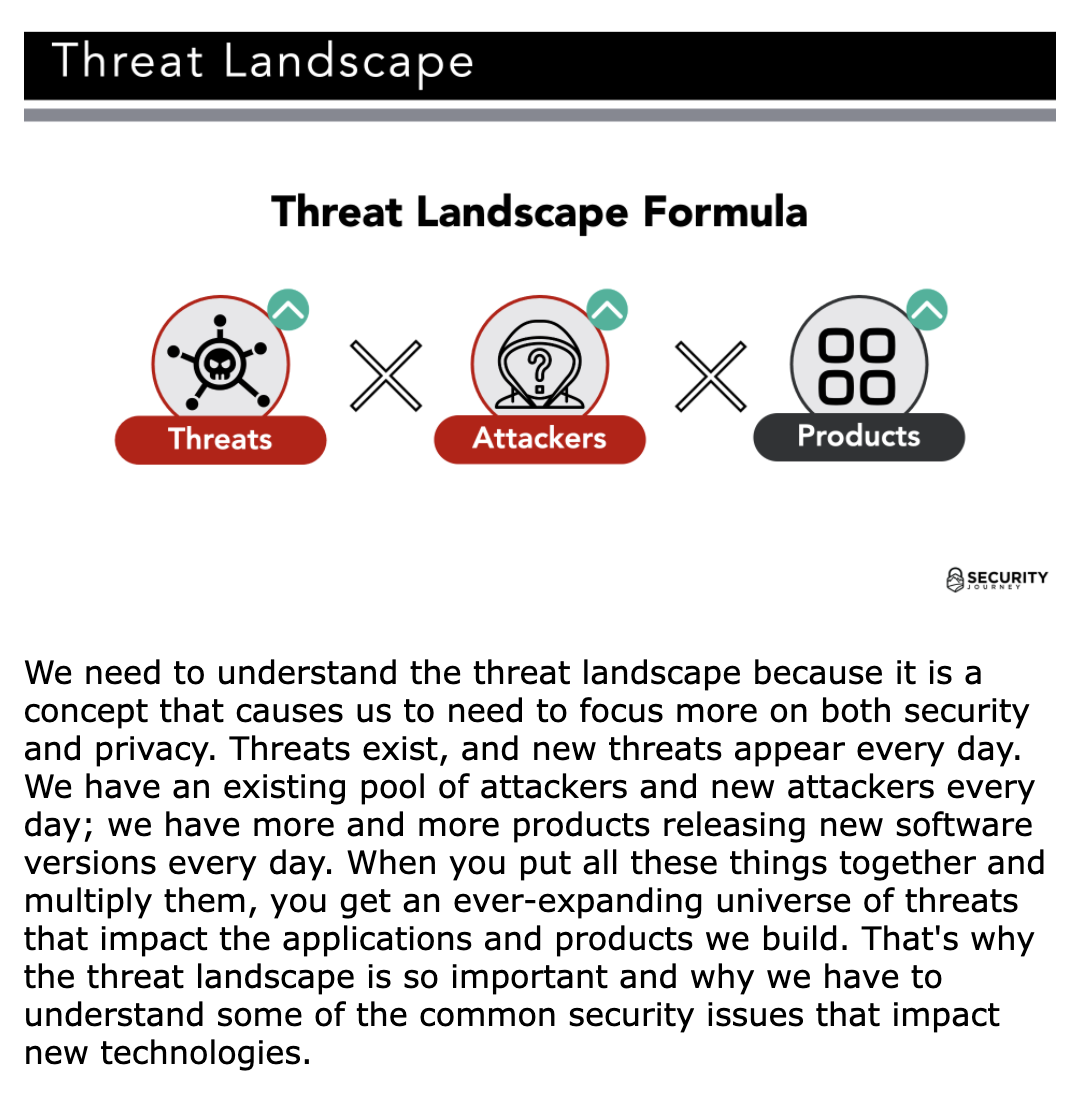 Threat Landscape
Threat Landscape Formula
?
Threats
Attackers
Products
SECURITY
JOURNEY
We need to understand the threat landscape because it is a
concept that causes us to need to focus more on both security
and privacy. Threats exist, and new threats appear every day.
We have an existing pool of attackers and new attackers every
day; we have more and more products releasing new software
versions every day. When you put all these things together and
multiply them, you get an ever-expanding universe of threats
that impact the applications and products we build. That's why
the threat landscape is so important and why we have to
understand some of the common security issues that impact
new technologies.